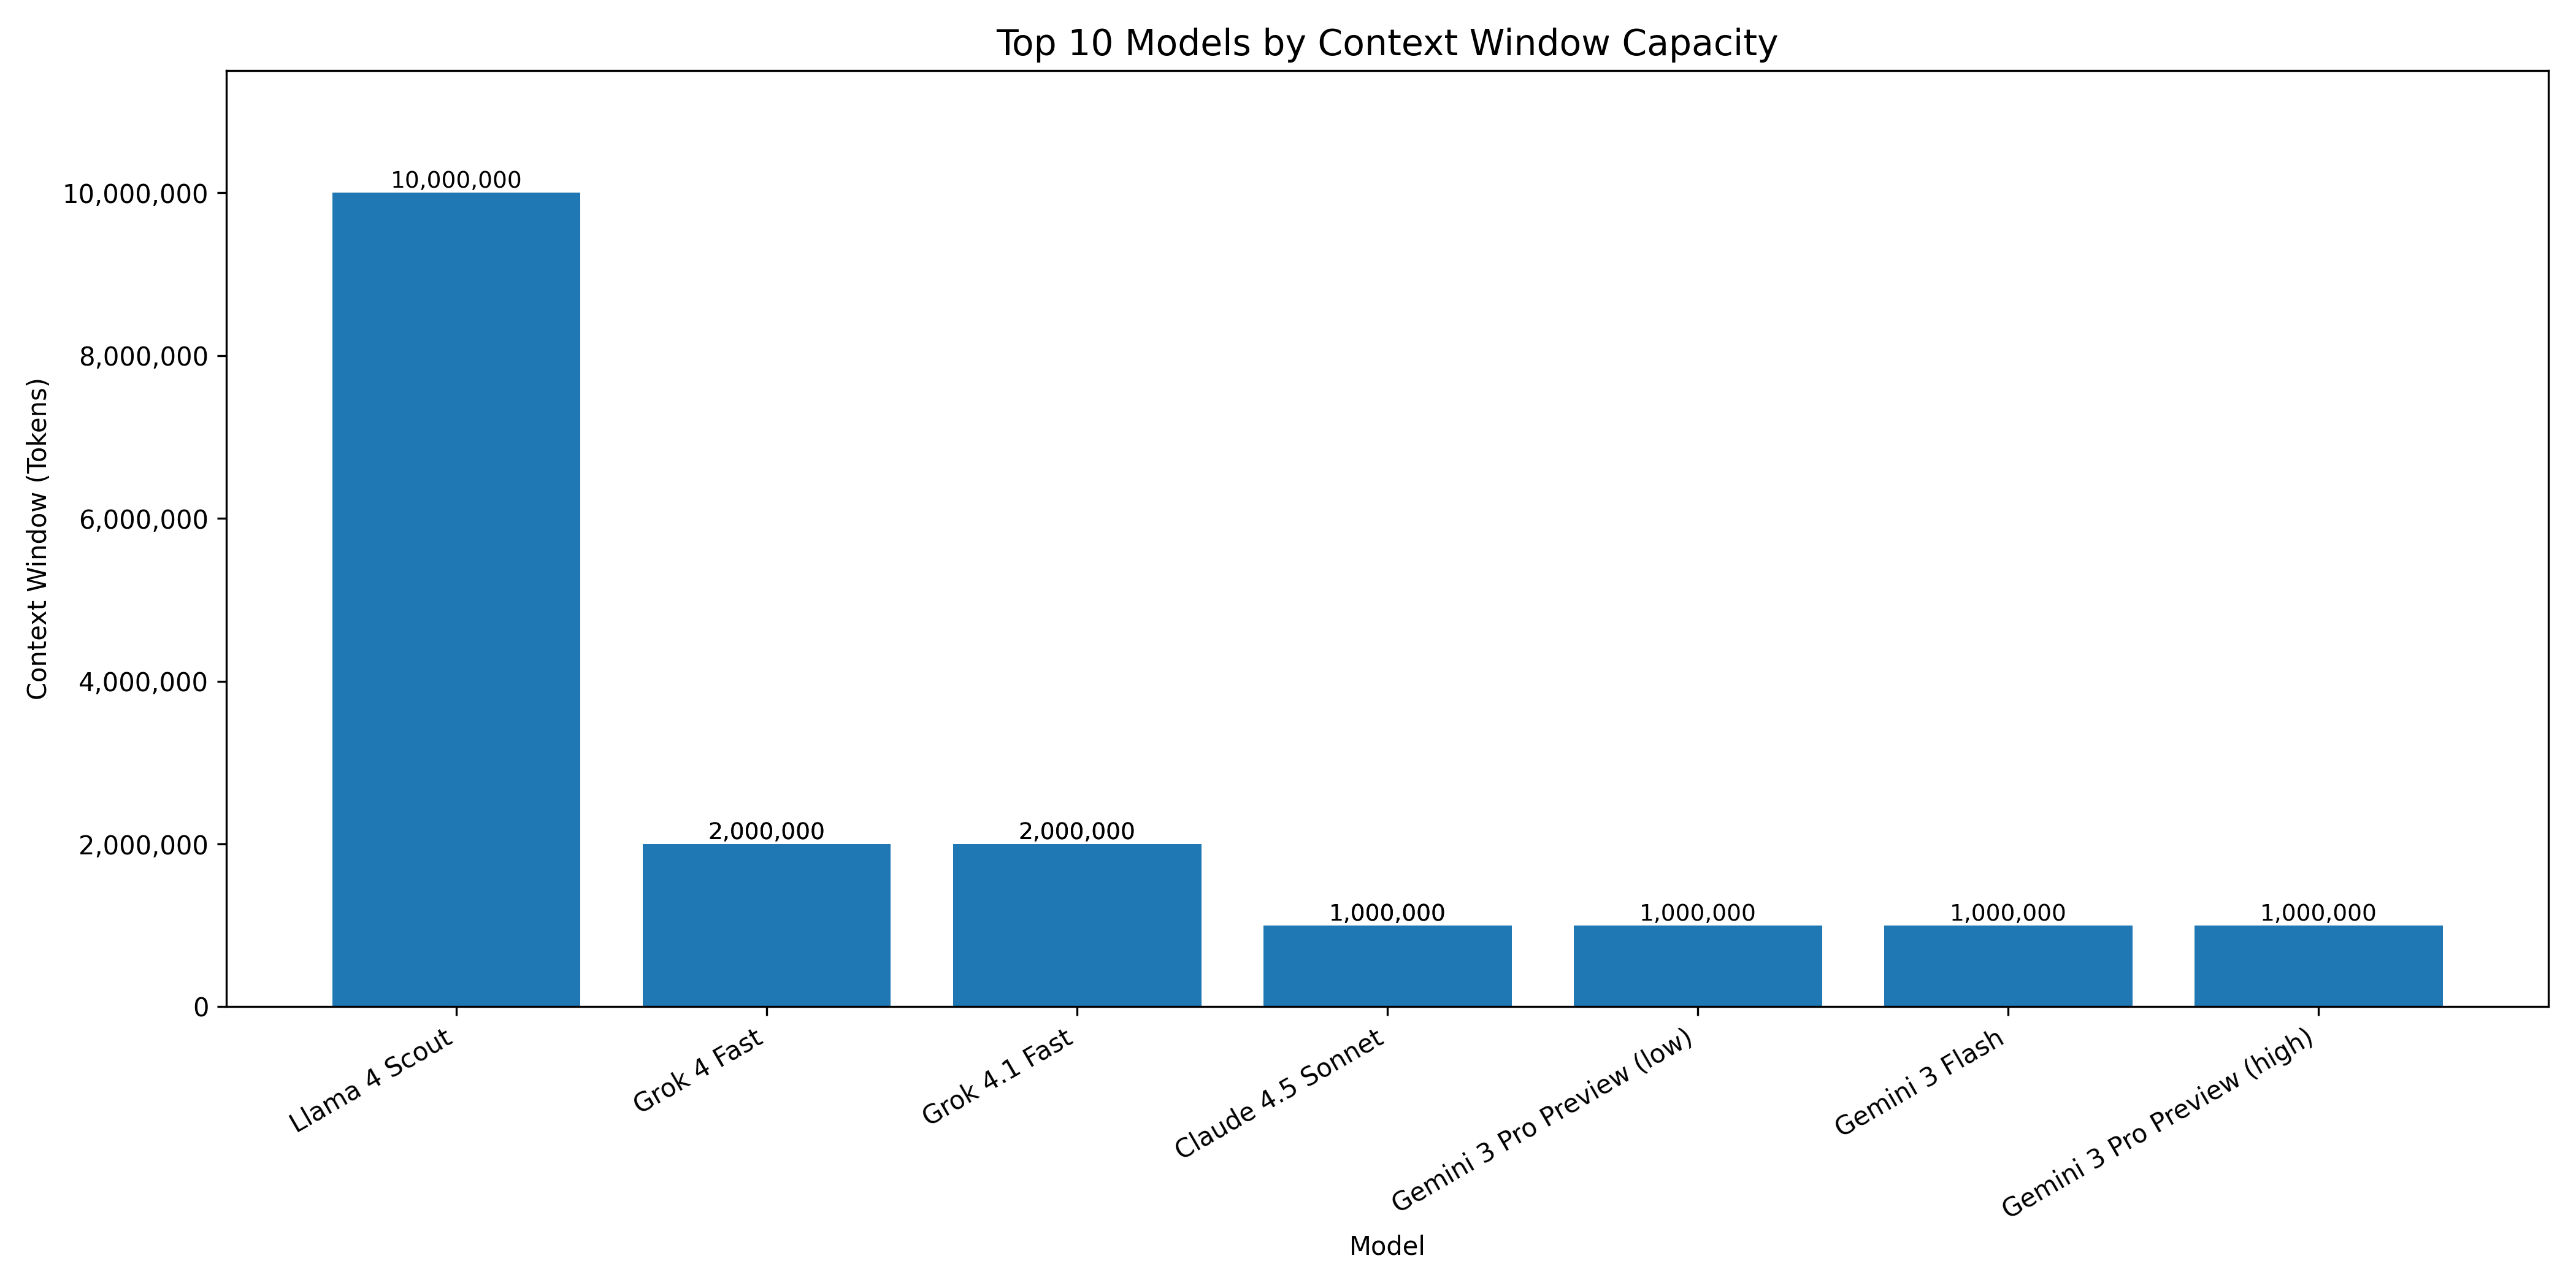 Top 10 Models by Context Window Capacity
Context Window (Tokens)
10,000,000
8,000,000
6,000,000
4,000,000
2,000,000
0
10,000,000
2,000,000
2,000,000
1,000,000
1,000,000
1,000,000
1,000,000
Llama 4 Scout
Grok 4 Fast
Grok 4.1 Fast
Claude 4.5 Sonnet
Gemini 3 Pro Preview (low)
Gemini 3 Flash
Gemini 3 Pro Preview (high)
Model